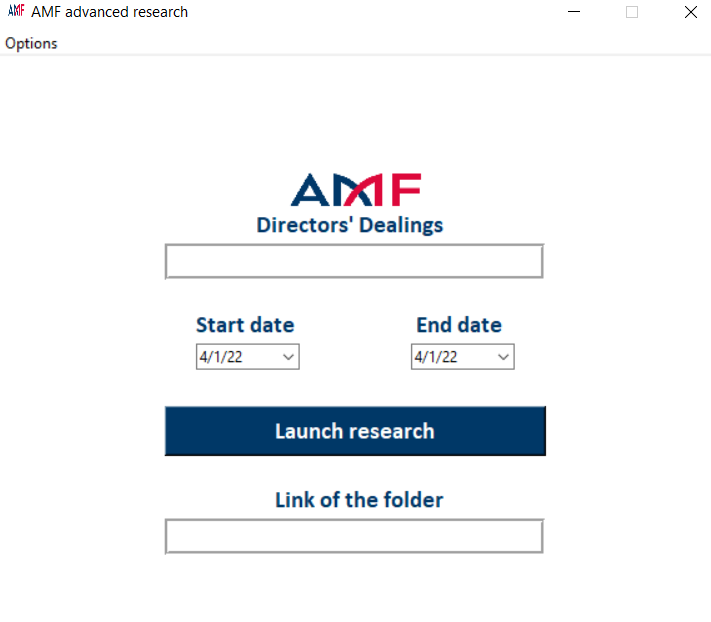 AMF AMF advanced research
Options
AMF
Directors' Dealings
Start date End date
4/1/22 4/1/22
Launch research
Link of the folder